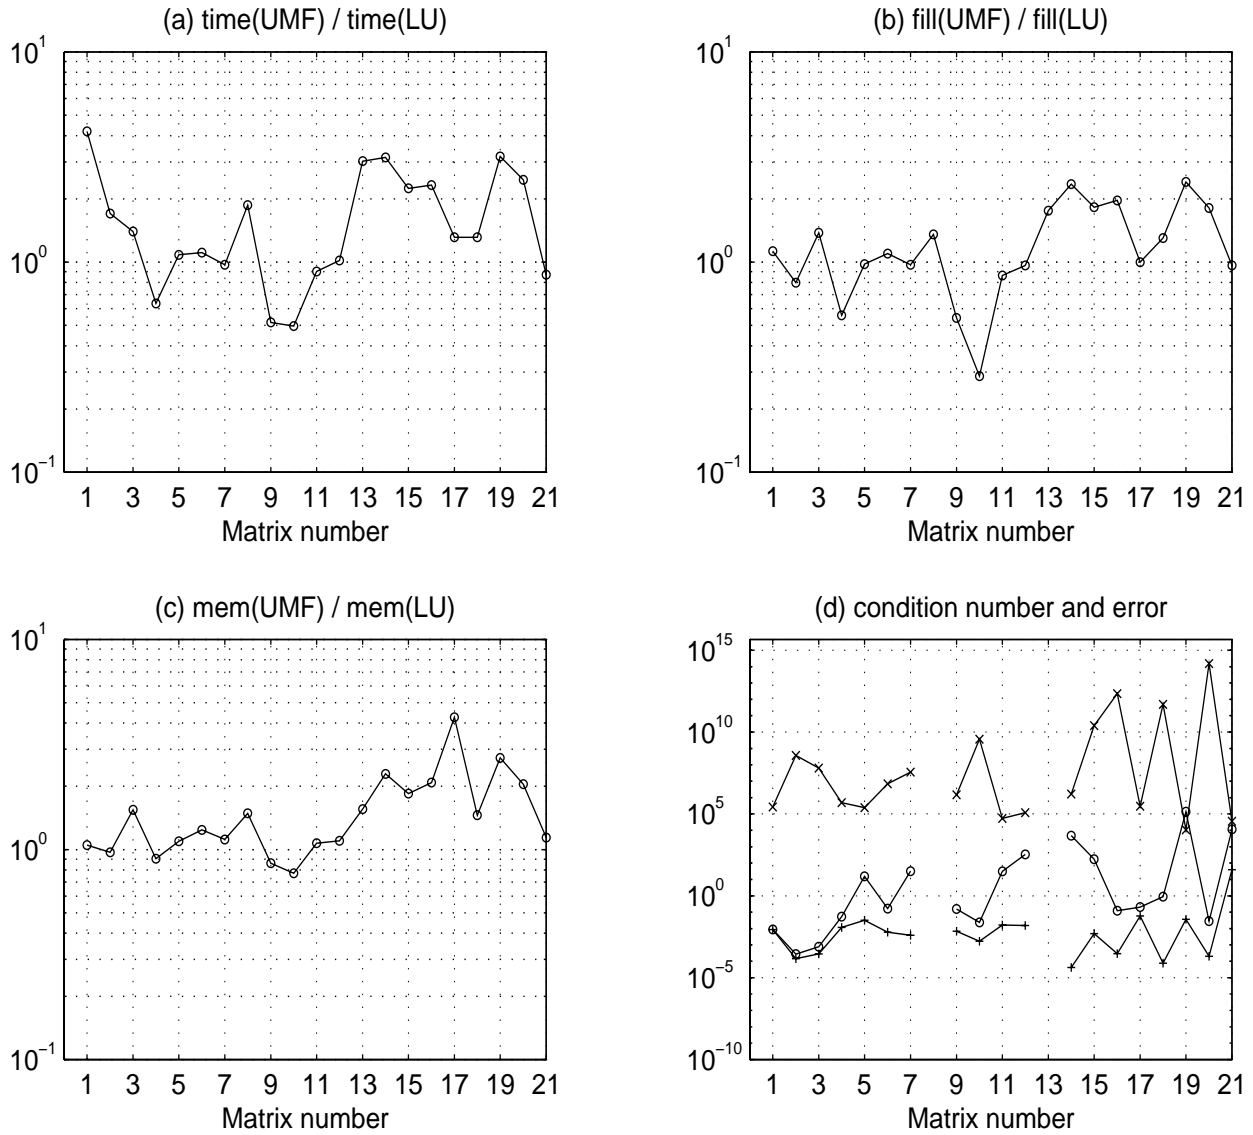 (a) time(UMF) / time(LU)
10^1
10^0
10^-1
1 3 5 7 9 11 13 15 17 19 21
Matrix number
(b) fill(UMF) / fill(LU)
10^1
10^0
10^-1
1 3 5 7 9 11 13 15 17 19 21
Matrix number
(c) mem(UMF) / mem(LU)
10^1
10^0
10^-1
1 3 5 7 9 11 13 15 17 19 21
Matrix number
(d) condition number and error
10^15
10^10
10^5
10^0
10^-5
10^-10
1 3 5 7 9 11 13 15 17 19 21
Matrix number